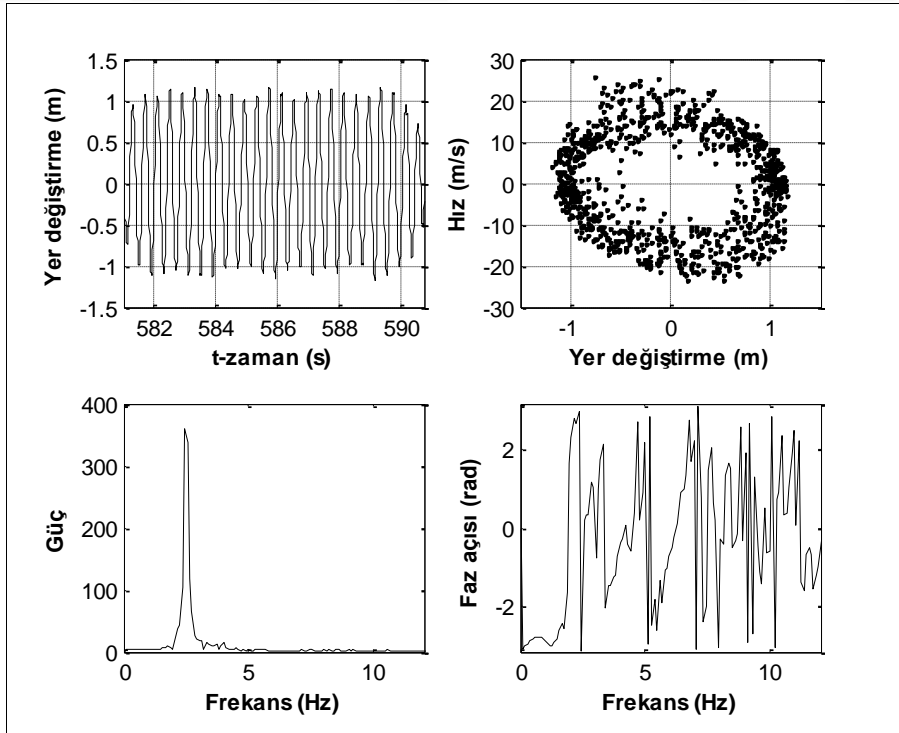 1.5
1
0.5
0
-0.5
-1
-1.5
Yer değiştirme (m)
582 584 586 588 590
t-zaman (s)
30
20
10
0
-10
-20
-30
Hız (m/s)
-1 0 1
Yer değiştirme (m)
400
300
200
100
0
Güç
0 5 10
Frekans (Hz)
2
0
-2
Faz açısı (rad)
0 5 10
Frekans (Hz)